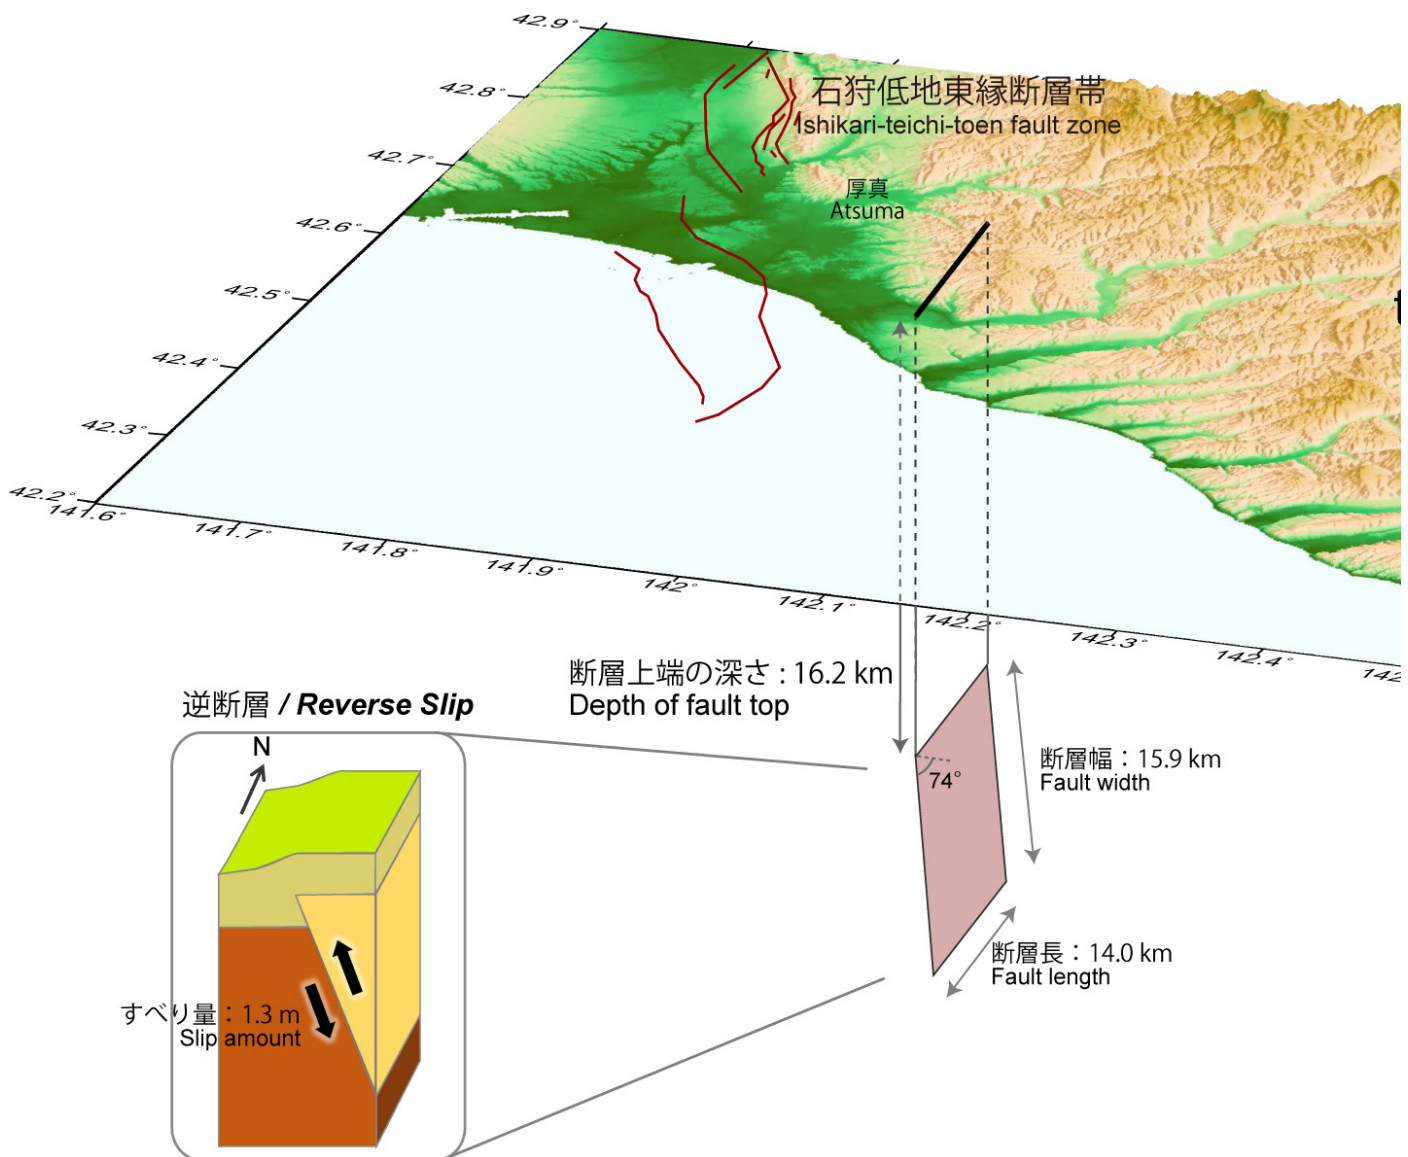 42.9°
42.8°
42.7°
42.6°
42.5°
42.4°
42.3°
42.2°
141.6°
141.7°
141.8°
141.9°
142°
142.1°
142.2°
142.3°
142.4°
石狩低地東縁断層帯
Ishikari-teichi-toen fault zone
厚真
Atsuma
断層上端の深さ : 16.2 km
Depth of fault top
逆断層 / Reverse Slip
N
すべり量：1.3 m
Slip amount
74°
断層幅：15.9 km
Fault width
断層長：14.0 km
Fault length